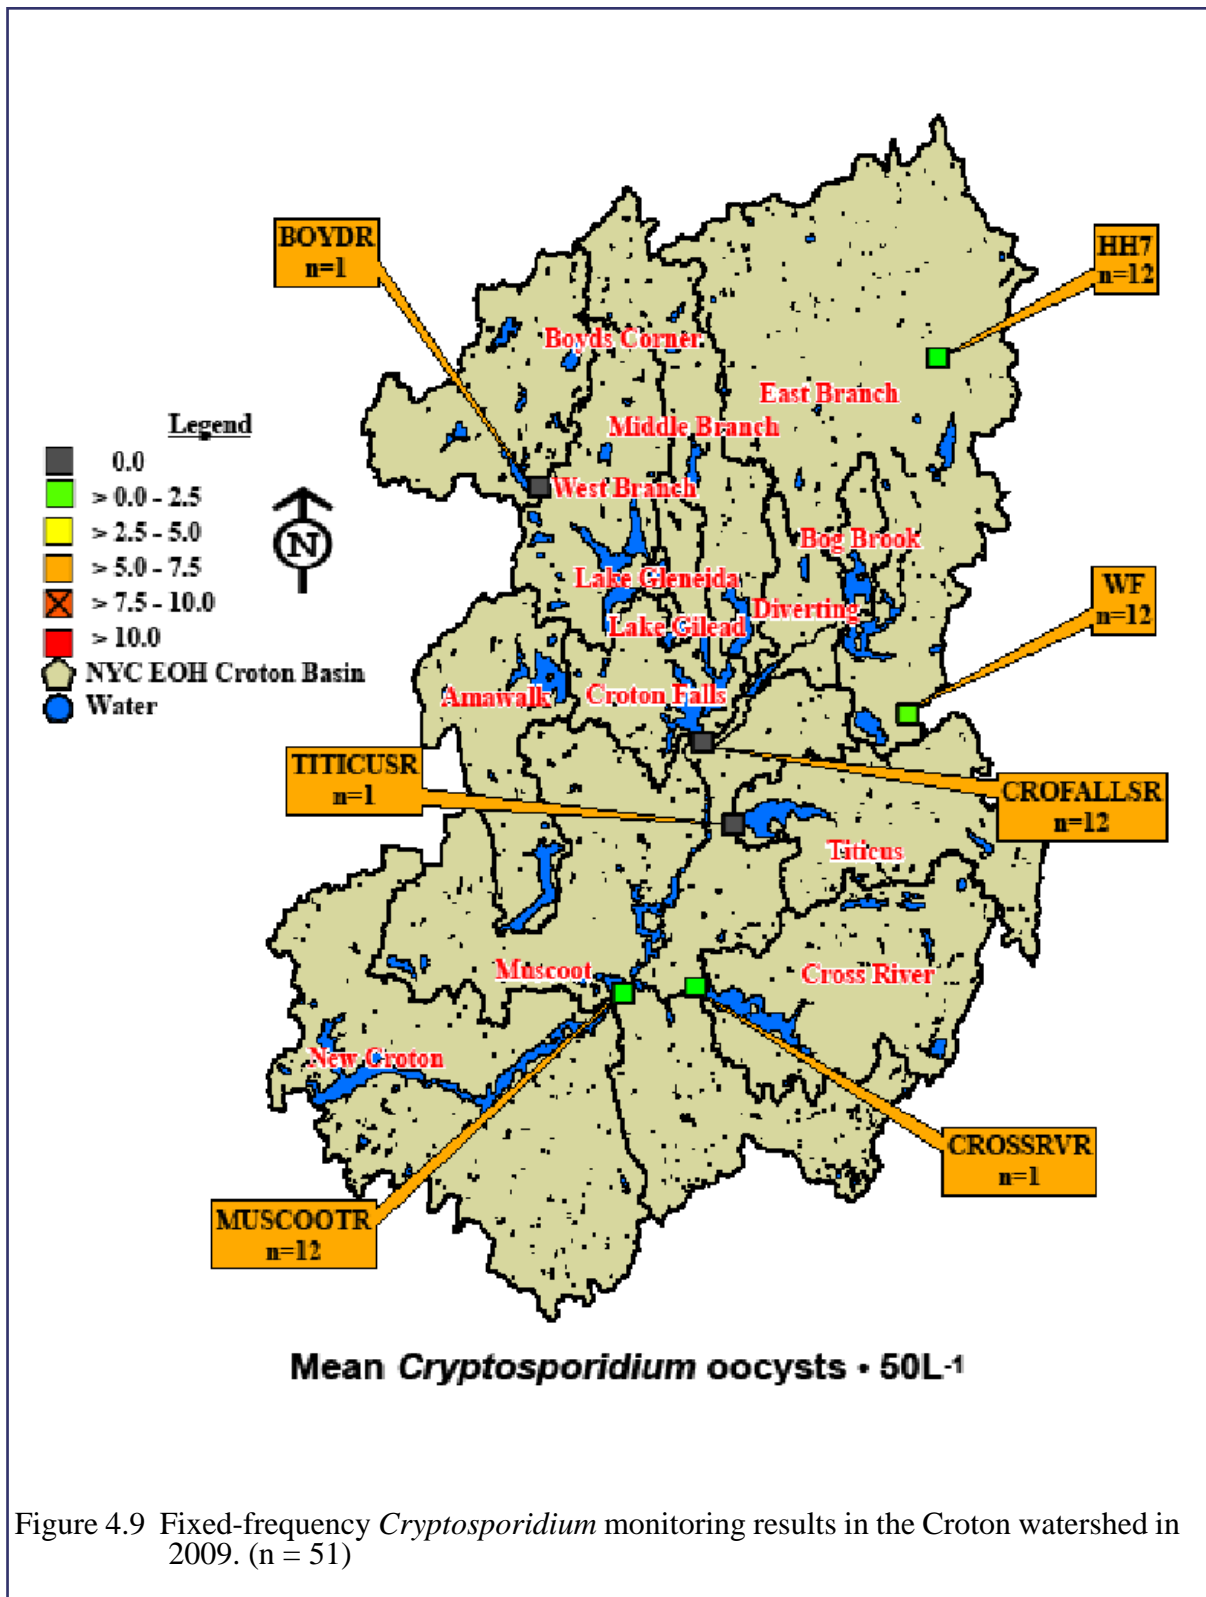 BOYDR
n=1
HH7
n=12
Boyds Corner
East Branch
Middle Branch
Legend
0.0
> 0.0 - 2.5
> 2.5 - 5.0
> 5.0 - 7.5
> 7.5 - 10.0
> 10.0
NYC EOH Croton Basin
Water
N
West Branch
Bog Brook
Lake Gleneida
Diverting
Lake Gilead
WF
n=12
Amawalk
Croton Falls
TITICUSR
n=1
CROFALLSR
n=12
Titicus
Muscoot
Cross River
New Croton
CROSSRVR
n=1
MUSCOOTR
n=12
Mean Cryptosporidium oocysts • 50L-1
Figure 4.9 Fixed-frequency Cryptosporidium monitoring results in the Croton watershed in
2009. (n = 51)